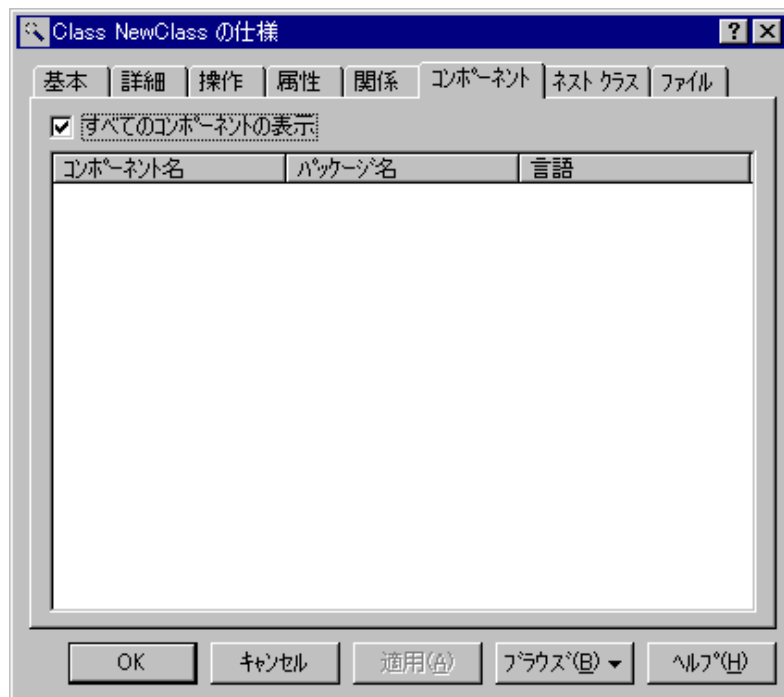 Class NewClass の仕様
基本 詳細 操作 属性 関係 ｺﾝﾎﾟｰﾈﾝﾄ ﾈｽﾄ ｸﾗｽ ﾌｧｲﾙ
すべてのｺﾝﾎﾟｰﾈﾝﾄの表示
ｺﾝﾎﾟｰﾈﾝﾄ名 ﾊﾟｯｹｰｼﾞ名 言語
OK ｷｬﾝｾﾙ 適用(A) ﾌﾞﾗｳｽﾞ(B) ﾍﾙﾌﾟ(H)